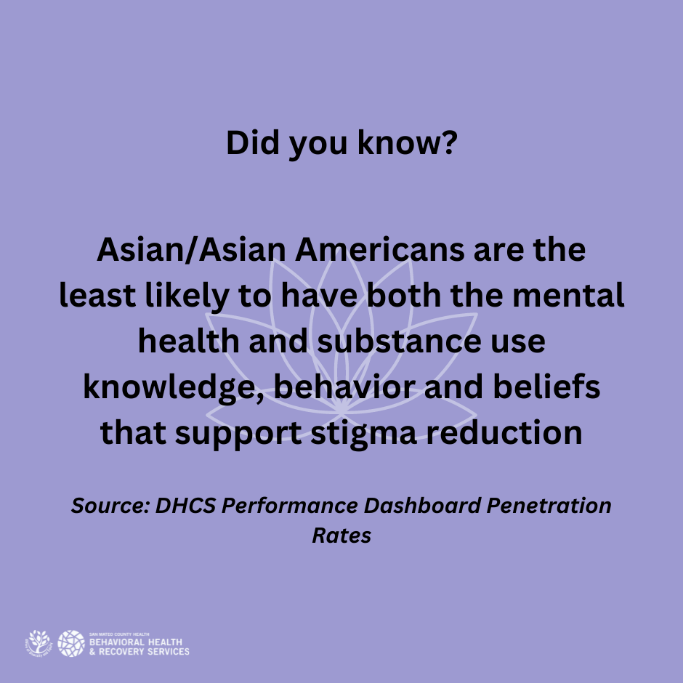 Did you know?
Asian/Asian Americans are the
least likely to have both the mental
health and substance use
knowledge, behavior and beliefs
that support stigma reduction
Source: DHCS Performance Dashboard Penetration
Rates
SAN MATEO COUNTY HEALTH
BEHAVIORAL HEALTH
& RECOVERY SERVICES